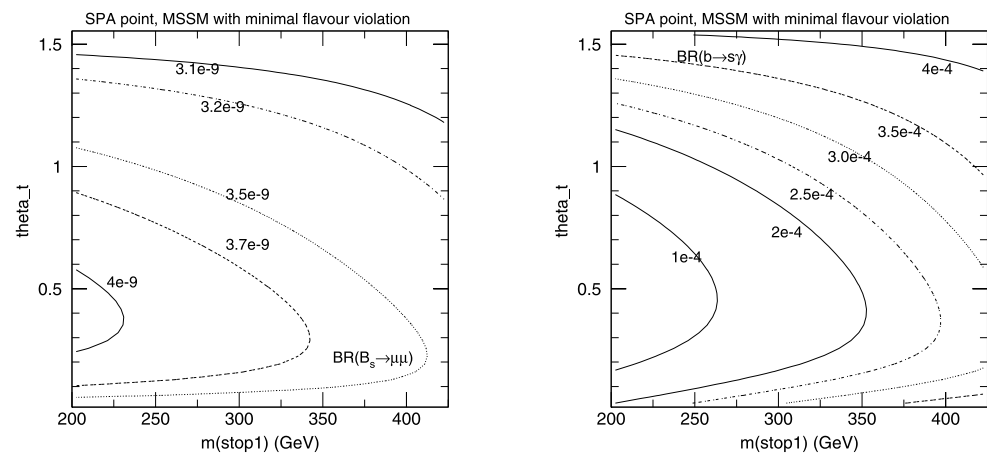 SPA point, MSSM with minimal flavour violation
1.5
1
0.5
theta_t
200
250
300
350
400
m(stop1) (GeV)
3.1e-9
3.2e-9
3.5e-9
3.7e-9
4e-9
BR(Bs→μμ)
SPA point, MSSM with minimal flavour violation
1.5
1
0.5
theta_t
200
250
300
350
400
m(stop1) (GeV)
BR(b→sγ)
4e-4
3.5e-4
3.0e-4
2.5e-4
2e-4
1e-4